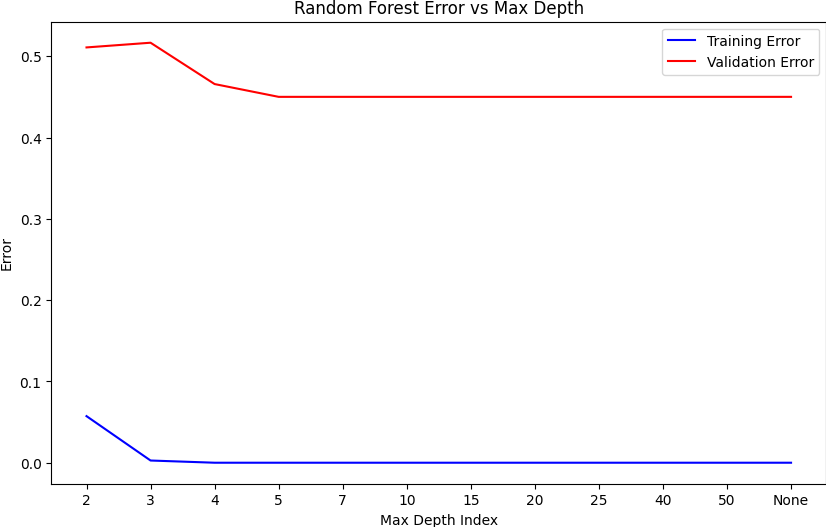 Random Forest Error vs Max Depth
Training Error
Validation Error
Error
0.5
0.4
0.3
0.2
0.1
0.0
2 3 4 5 7 10 15 20 25 40 50 None
Max Depth Index